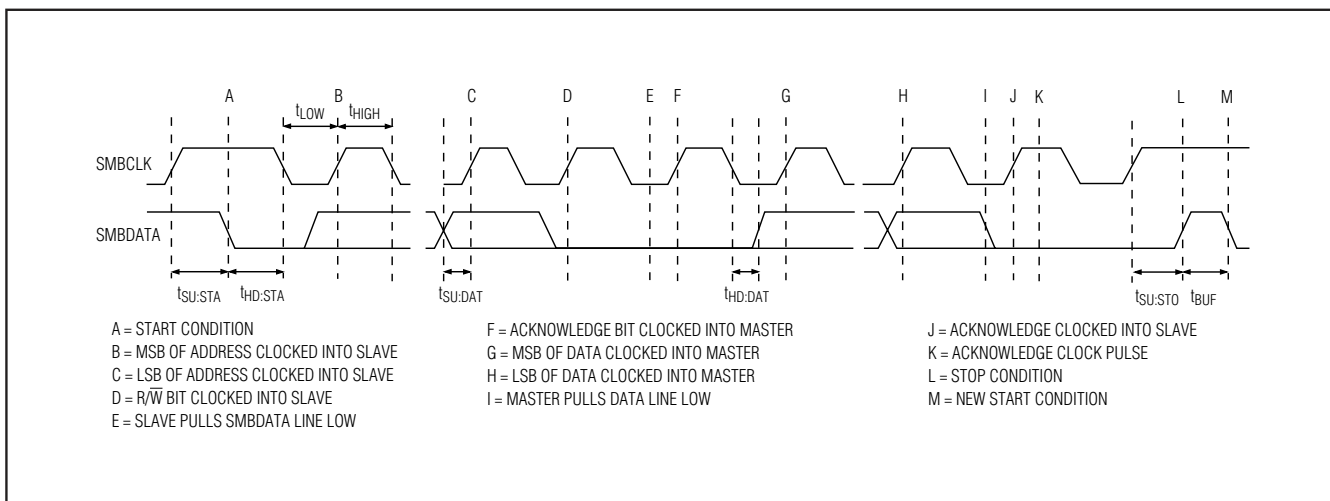 A B C D E F G H I J K L M
tLOW tHIGH
SMBCLK
SMBDATA
tSU:STA tHD:STA tSU:DAT tHD:DAT tSU:STO tBUF
A = START CONDITION
B = MSB OF ADDRESS CLOCKED INTO SLAVE
C = LSB OF ADDRESS CLOCKED INTO SLAVE
D = R/W̅ BIT CLOCKED INTO SLAVE
E = SLAVE PULLS SMBDATA LINE LOW
F = ACKNOWLEDGE BIT CLOCKED INTO MASTER
G = MSB OF DATA CLOCKED INTO MASTER
H = LSB OF DATA CLOCKED INTO MASTER
I = MASTER PULLS DATA LINE LOW
J = ACKNOWLEDGE CLOCKED INTO SLAVE
K = ACKNOWLEDGE CLOCK PULSE
L = STOP CONDITION
M = NEW START CONDITION